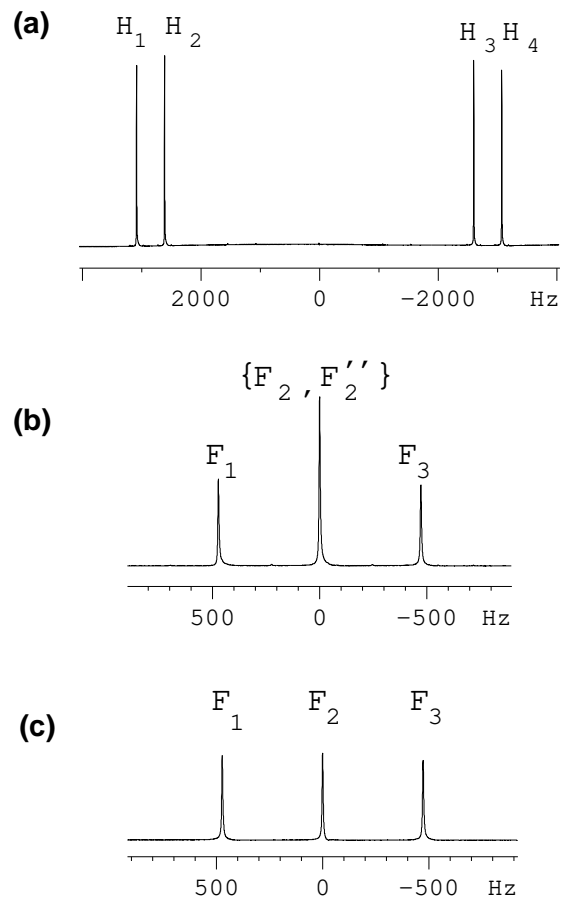 (a)
H1 H2 H3 H4
2000 0 −2000 Hz
{F2 , F2''}
(b)
F1 F3
500 0 −500 Hz
(c)
F1 F2 F3
500 0 −500 Hz